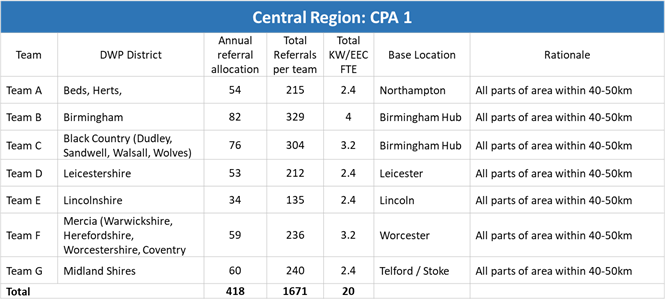 Central Region: CPA 1
Team DWP District Annual referral allocation Total Referrals per team Total KW/EEC FTE Base Location Rationale
Team A Beds, Herts, 54 215 2.4 Northampton All parts of area within 40-50km
Team B Birmingham 82 329 4 Birmingham Hub All parts of area within 40-50km
Team C Black Country (Dudley, Sandwell, Walsall, Wolves) 76 304 3.2 Birmingham Hub All parts of area within 40-50km
Team D Leicestershire 53 212 2.4 Leicester All parts of area within 40-50km
Team E Lincolnshire 34 135 2.4 Lincoln All parts of area within 40-50km
Team F Mercia (Warwickshire, Herefordshire, Worcestershire, Coventry 59 236 3.2 Worcester All parts of area within 40-50km
Team G Midland Shires 60 240 2.4 Telford / Stoke All parts of area within 40-50km
Total 418 1671 20